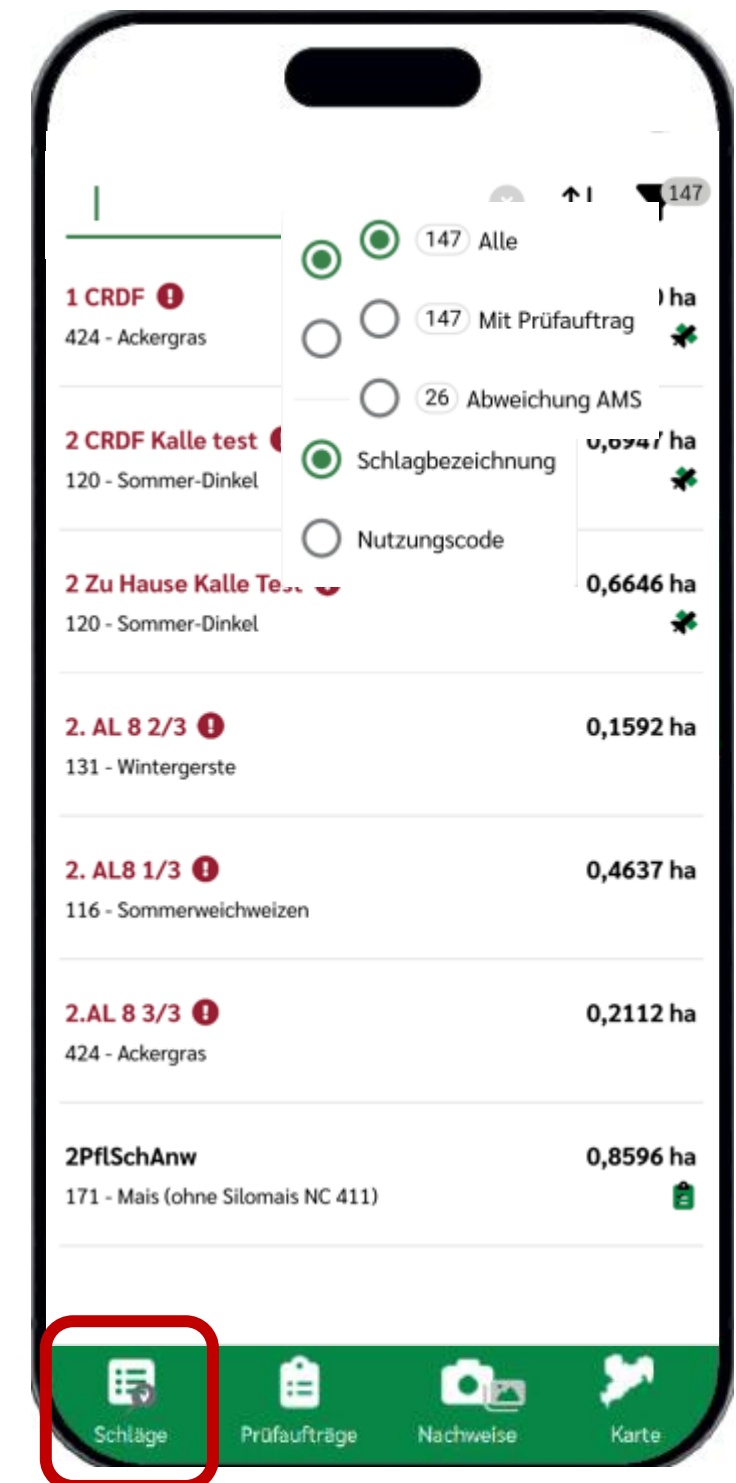 147
147 Alle
1 CRDF ha
424 - Ackergras
147 Mit Prüfauftrag
26 Abweichung AMS
2 CRDF Kalle test 0,6947 ha
120 - Sommer-Dinkel
Schlagbezeichnung
Nutzungscode
2 Zu Hause Kalle Test 0,6646 ha
120 - Sommer-Dinkel
2. AL 8 2/3 0,1592 ha
131 - Wintergerste
2. AL8 1/3 0,4637 ha
116 - Sommerweichweizen
2.AL 8 3/3 0,2112 ha
424 - Ackergras
2PflSchAnw 0,8596 ha
171 - Mais (ohne Silomais NC 411)
Schläge Prüfaufträge Nachweise Karte